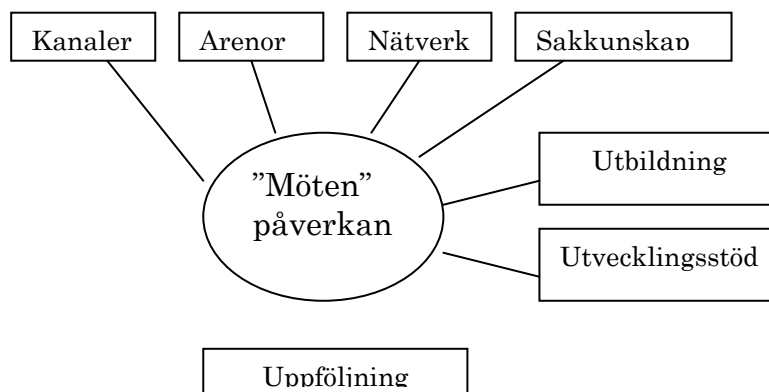 Kanaler
Arenor
Nätverk
Sakkunskap
”Möten”
påverkan
Utbildning
Utvecklingsstöd
Uppföljning